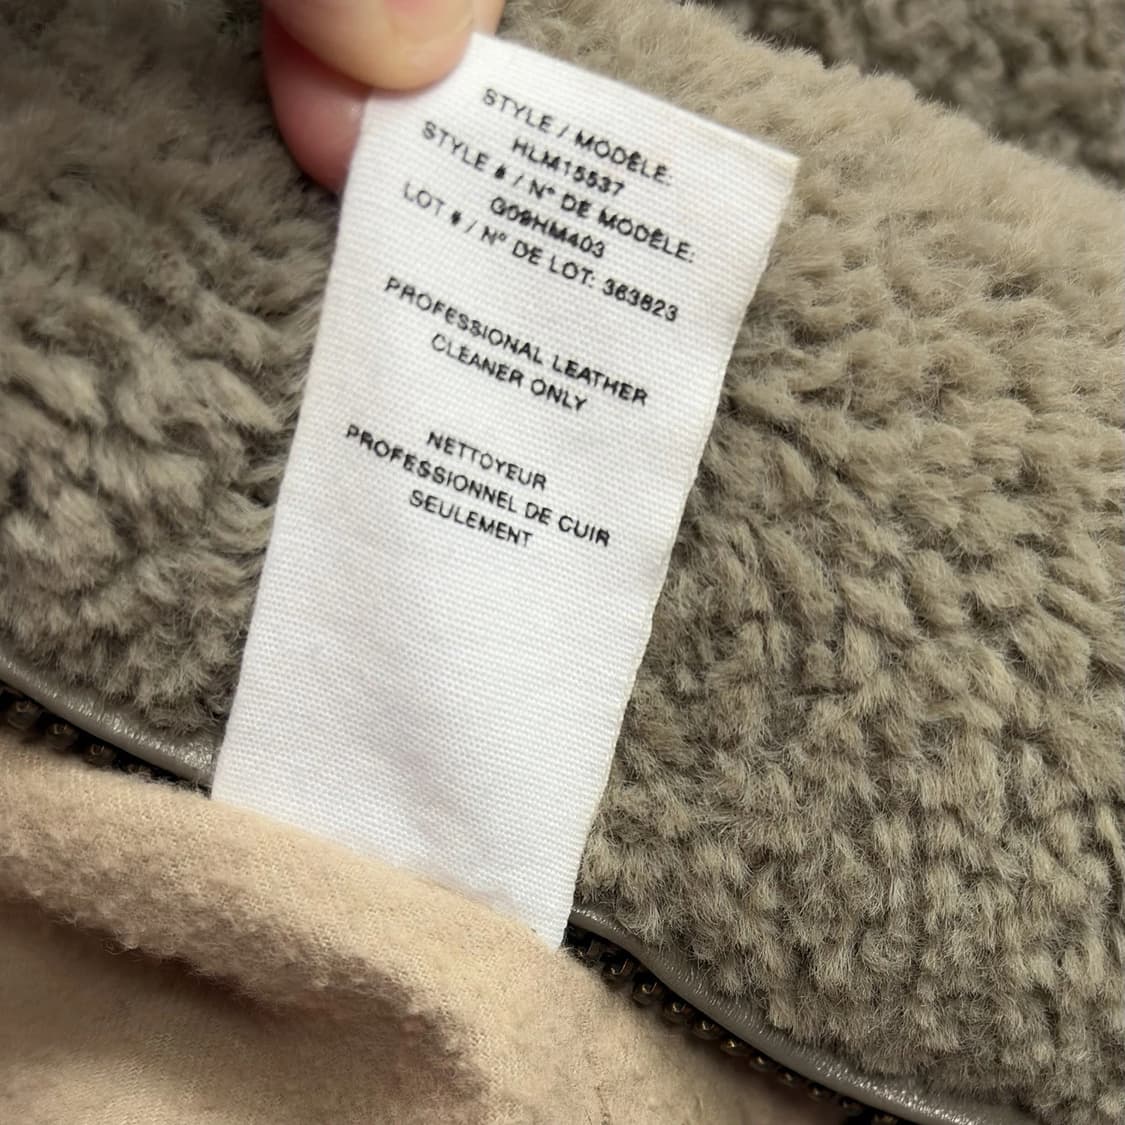 STYLE / MODÈLE:
HLM15537
STYLE # / N° DE MODÈLE:
G09HM403
LOT # / N° DE LOT: 363823
PROFESSIONAL LEATHER
CLEANER ONLY
NETTOYEUR
PROFESSIONNEL DE CUIR
SEULEMENT